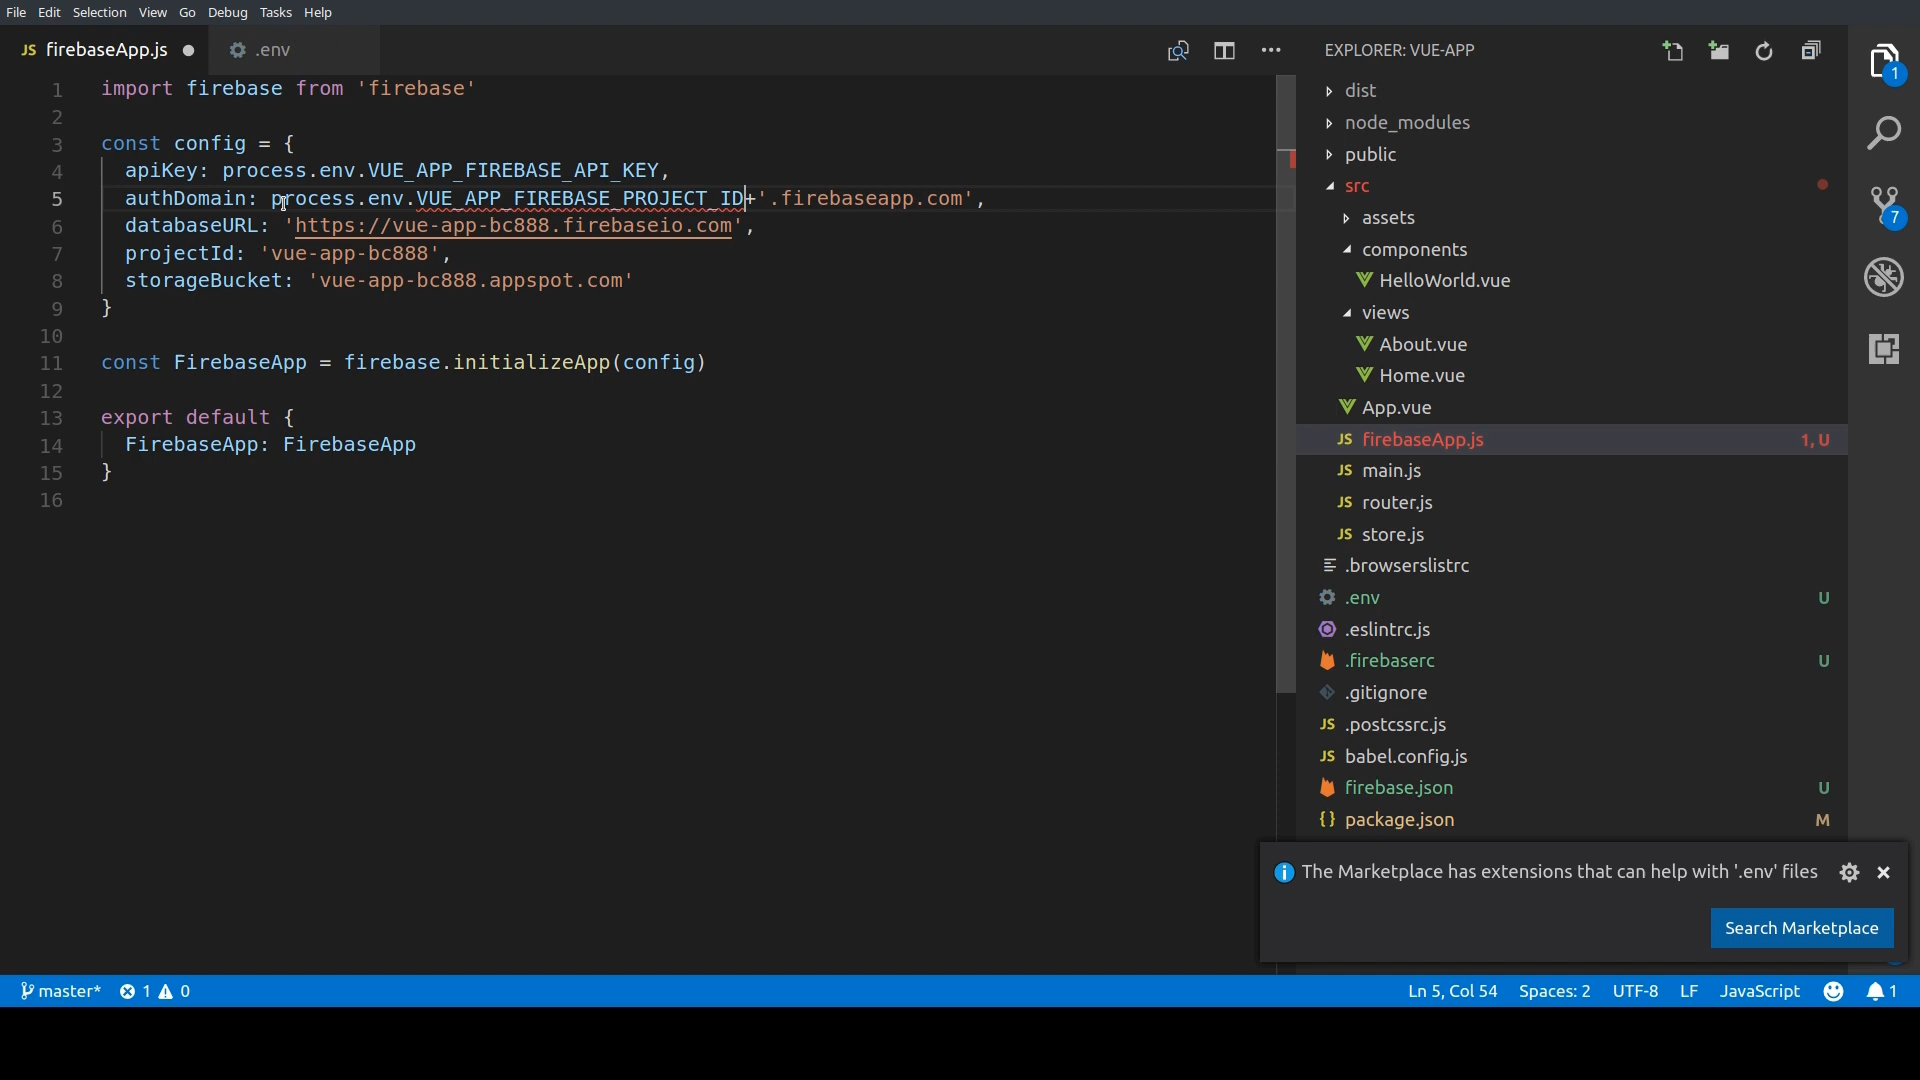 File Edit Selection View Go Debug Tasks Help
JS firebaseApp.js
.env
1 import firebase from 'firebase'
2
3 const config = {
4 apiKey: process.env.VUE_APP_FIREBASE_API_KEY,
5 authDomain: process.env.VUE_APP_FIREBASE_PROJECT_ID+'.firebaseapp.com',
6 databaseURL: 'https://vue-app-bc888.firebaseio.com',
7 projectId: 'vue-app-bc888',
8 storageBucket: 'vue-app-bc888.appspot.com'
9 }
10
11 const FirebaseApp = firebase.initializeApp(config)
12
13 export default {
14 FirebaseApp: FirebaseApp
15 }
16
EXPLORER: VUE-APP
dist
node_modules
public
src
assets
components
HelloWorld.vue
views
About.vue
Home.vue
App.vue
JS firebaseApp.js 1, U
JS main.js
JS router.js
JS store.js
.browserslistrc
.env U
.eslintrc.js
.firebaserc U
.gitignore
JS .postcssrc.js
JS babel.config.js
firebase.json U
{} package.json M
1
7
The Marketplace has extensions that can help with '.env' files
Search Marketplace
master* 1 0 Ln 5, Col 54 Spaces: 2 UTF-8 LF JavaScript 1